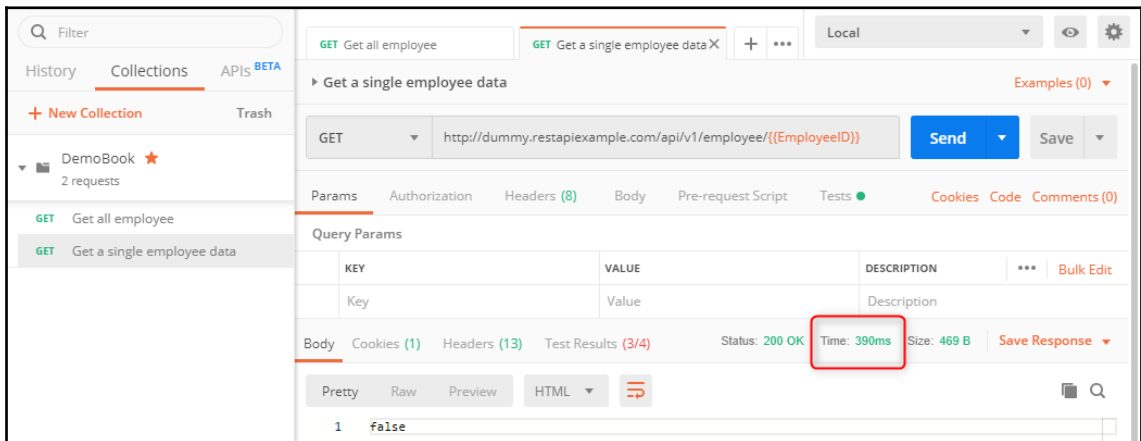 Filter
History Collections APIs BETA
+ New Collection Trash
DemoBook
2 requests
GET Get all employee
GET Get a single employee data
GET Get all employee GET Get a single employee data X + ••• Local
Get a single employee data Examples (0)
GET http://dummy.restapiexample.com/api/v1/employee/{{EmployeeID}} Send Save
Params Authorization Headers (8) Body Pre-request Script Tests Cookies Code Comments (0)
Query Params
KEY VALUE DESCRIPTION ••• Bulk Edit
Key Value Description
Body Cookies (1) Headers (13) Test Results (3/4) Status: 200 OK Time: 390ms Size: 469 B Save Response
Pretty Raw Preview HTML
1 false